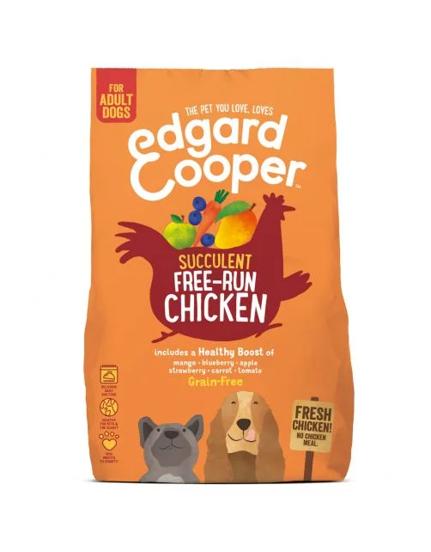 FOR
ADULT
DOGS
THE PET YOU LOVE, LOVES
edgard
Cooper
SUCCULENT
FREE-RUN
CHICKEN
includes a Healthy Boost of
mango • blueberry • apple
strawberry • carrot • tomato
Grain-Free
FRESH
CHICKEN!
NO CHICKEN
MEAL.